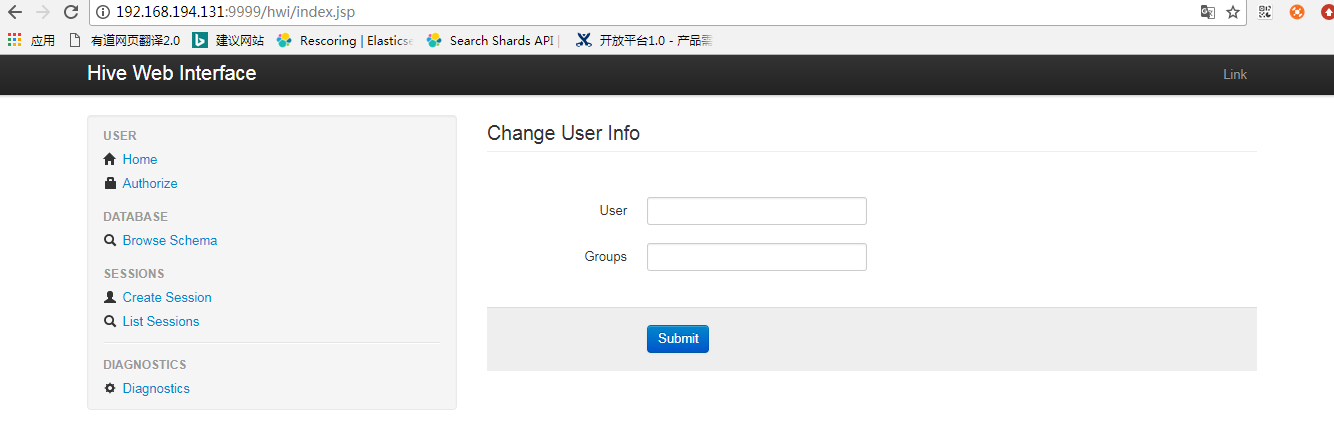 192.168.194.131:9999/hwi/index.jsp
应用 有道网页翻译2.0 建议网站 Rescoring | Elasticse Search Shards API | 开放平台1.0 - 产品需
Hive Web Interface Link
USER
Home
Authorize
DATABASE
Browse Schema
SESSIONS
Create Session
List Sessions
DIAGNOSTICS
Diagnostics
Change User Info
User
Groups
Submit